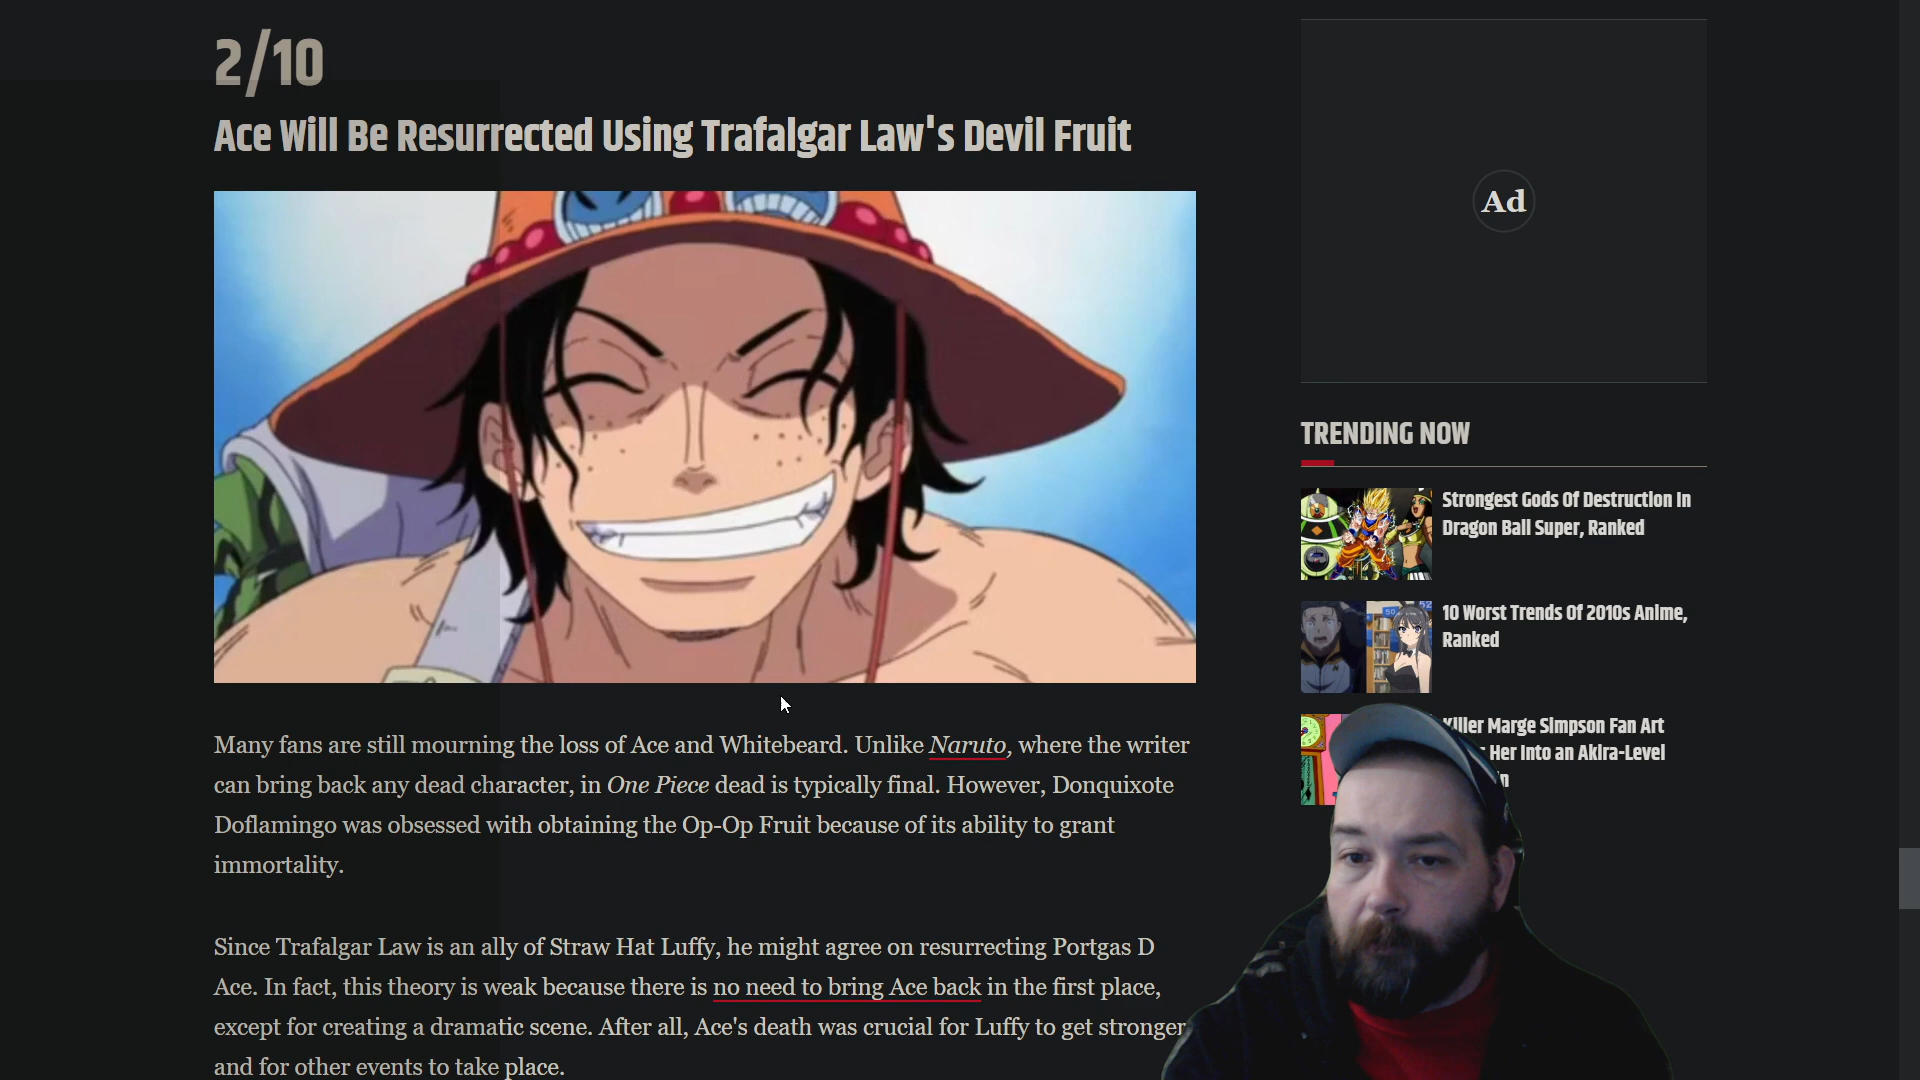 2/10
Ace Will Be Resurrected Using Trafalgar Law's Devil Fruit
Many fans are still mourning the loss of Ace and Whitebeard. Unlike Naruto, where the writer
can bring back any dead character, in One Piece dead is typically final. However, Donquixote
Doflamingo was obsessed with obtaining the Op-Op Fruit because of its ability to grant
immortality.
Since Trafalgar Law is an ally of Straw Hat Luffy, he might agree on resurrecting Portgas D
Ace. In fact, this theory is weak because there is no need to bring Ace back in the first place,
except for creating a dramatic scene. After all, Ace's death was crucial for Luffy to get stronger
and for other events to take place.
Ad
TRENDING NOW
Strongest Gods Of Destruction In
Dragon Ball Super, Ranked
10 Worst Trends Of 2010s Anime,
Ranked
Killer Marge Simpson Fan Art
Her Into an Akira-Level